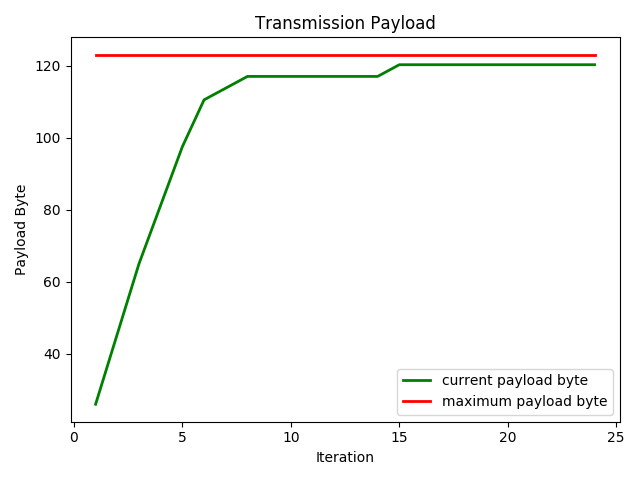 Transmission Payload
Payload Byte
120
100
80
60
40
current payload byte
maximum payload byte
0
5
10
15
20
25
Iteration